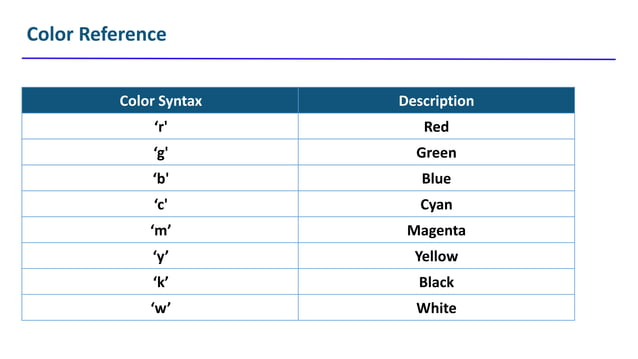 Color Reference
Color Syntax Description
‘r' Red
‘g' Green
‘b' Blue
‘c' Cyan
‘m’ Magenta
‘y’ Yellow
‘k’ Black
‘w’ White